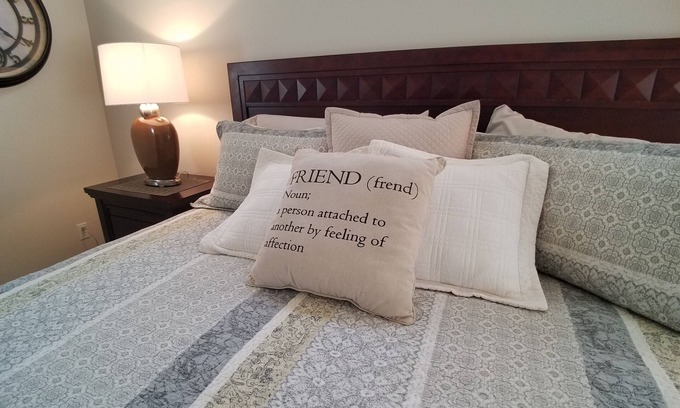 FRIEND (frend)
Noun;
a person attached to
another by feeling of
affection